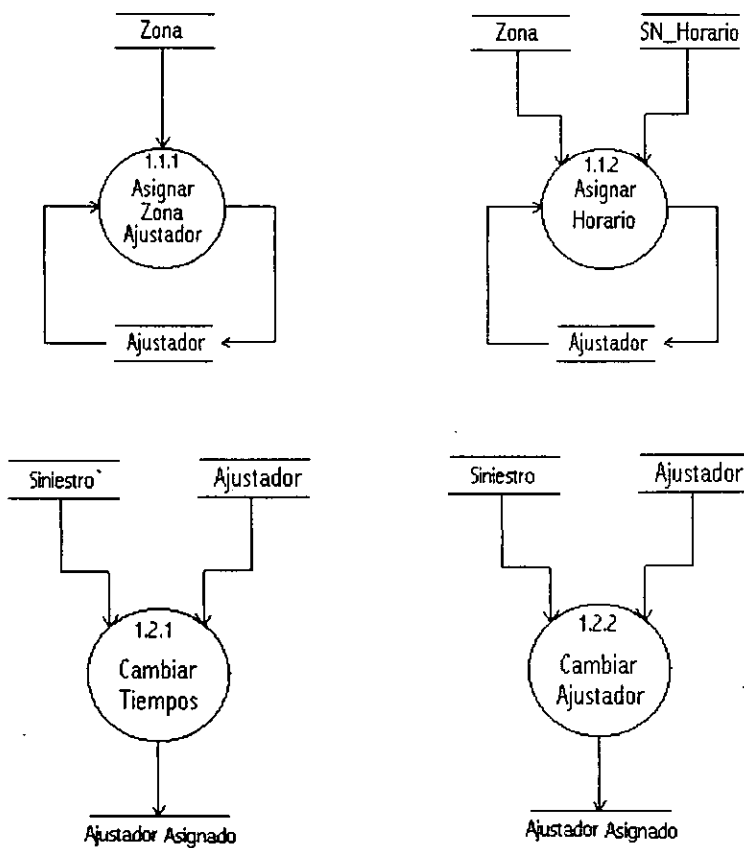 Zona
Zona
SN_Horario
1.1.1
Asignar
Zona
Ajustador
1.1.2
Asignar
Horario
Ajustador
Ajustador
Siniestro
Ajustador
Siniestro
Ajustador
1.2.1
Cambiar
Tiempos
1.2.2
Cambiar
Ajustador
Ajustador Asignado
Ajustador Asignado